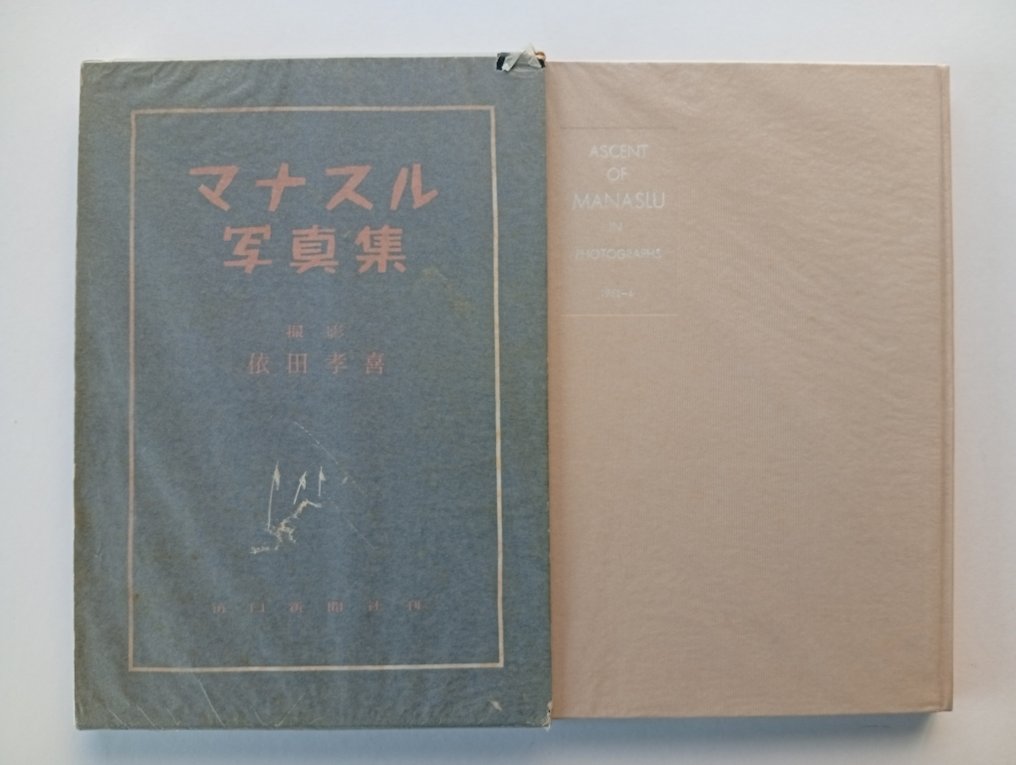 マナスル
写真集
撮影
依田孝喜
毎日新聞社刊
ASCENT
OF
MANASLU
IN
PHOTOGRAPHS